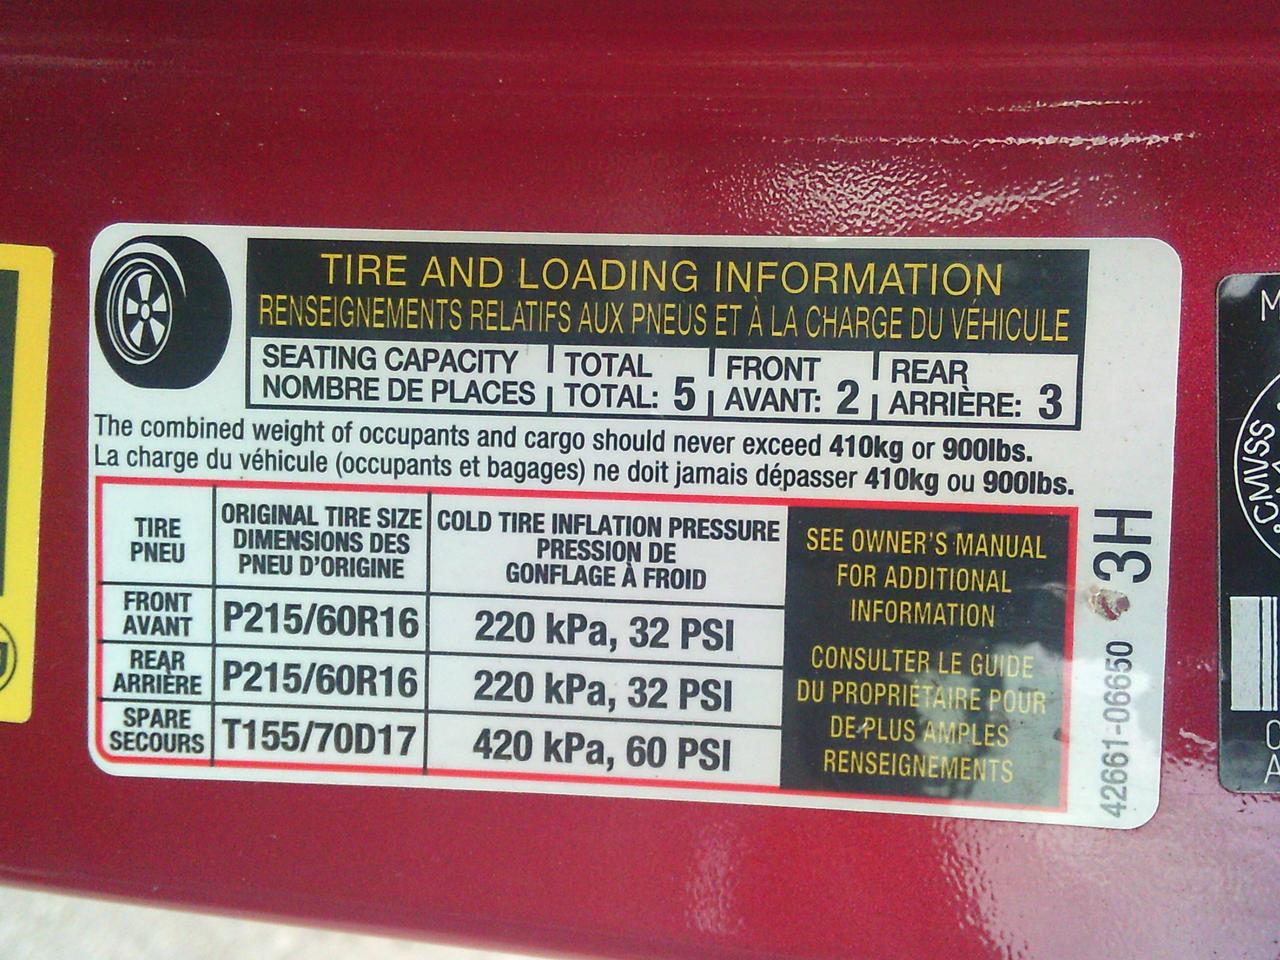 TIRE AND LOADING INFORMATION
RENSEIGNEMENTS RELATIFS AUX PNEUS ET À LA CHARGE DU VÉHICULE
SEATING CAPACITY | TOTAL | FRONT | REAR
NOMBRE DE PLACES | TOTAL: 5 | AVANT: 2 | ARRIÈRE: 3
The combined weight of occupants and cargo should never exceed 410kg or 900lbs.
La charge du véhicule (occupants et bagages) ne doit jamais dépasser 410kg ou 900lbs.
TIRE
PNEU
ORIGINAL TIRE SIZE
DIMENSIONS DES
PNEU D'ORIGINE
COLD TIRE INFLATION PRESSURE
PRESSION DE
GONFLAGE À FROID
FRONT
AVANT
P215/60R16
220 kPa, 32 PSI
REAR
ARRIÈRE
P215/60R16
220 kPa, 32 PSI
SPARE
SECOURS
T155/70D17
420 kPa, 60 PSI
SEE OWNER'S MANUAL
FOR ADDITIONAL
INFORMATION
CONSULTER LE GUIDE
DU PROPRIÉTAIRE POUR
DE PLUS AMPLES
RENSEIGNEMENTS
42661-06650 3H
CMVSS